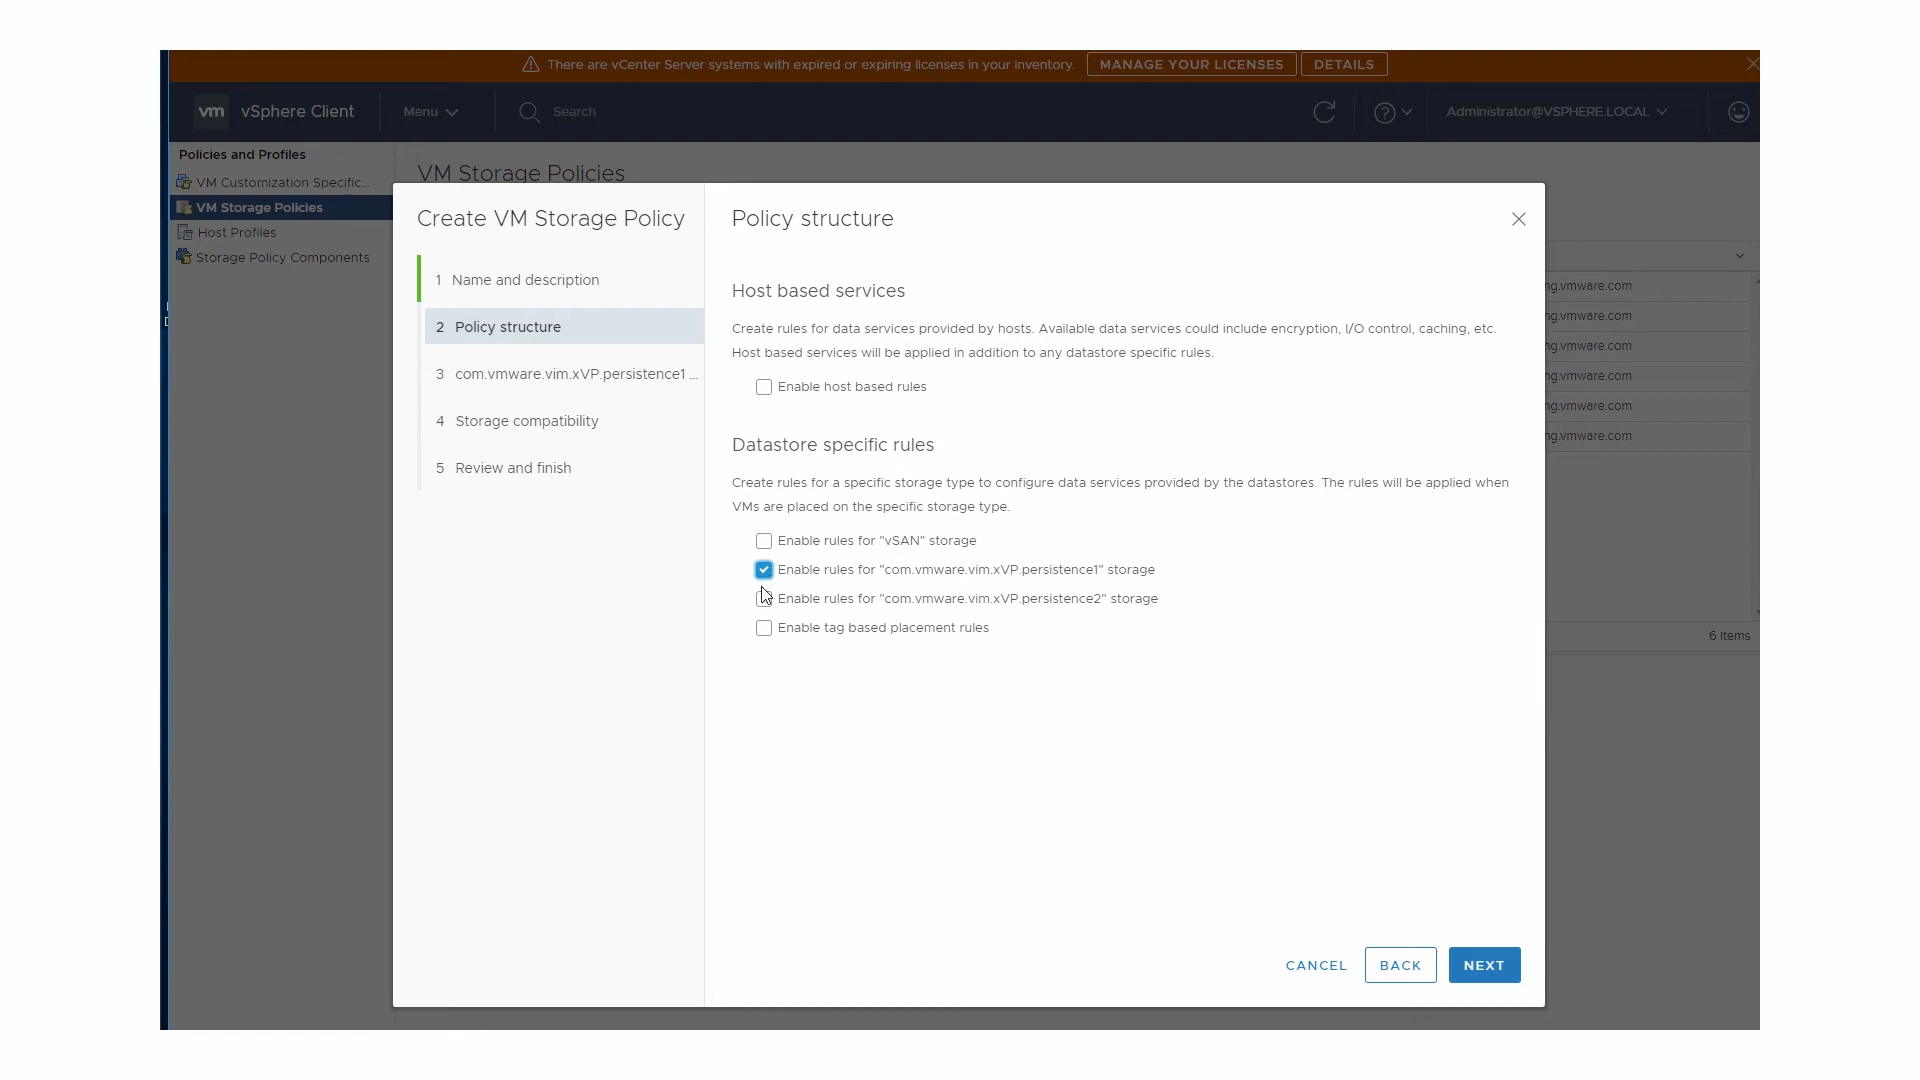 There are vCenter Server systems with expired or expiring licenses in your inventory. MANAGE YOUR LICENSES DETAILS
vm vSphere Client Menu Search Administrator@VSPHERE.LOCAL
Policies and Profiles
VM Customization Specific...
VM Storage Policies
Host Profiles
Storage Policy Components
VM Storage Policies
Create VM Storage Policy
1 Name and description
2 Policy structure
3 com.vmware.vim.xVP.persistence1 ...
4 Storage compatibility
5 Review and finish
Policy structure
Host based services
Create rules for data services provided by hosts. Available data services could include encryption, I/O control, caching, etc.
Host based services will be applied in addition to any datastore specific rules.
Enable host based rules
Datastore specific rules
Create rules for a specific storage type to configure data services provided by the datastores. The rules will be applied when
VMs are placed on the specific storage type.
Enable rules for "vSAN" storage
Enable rules for "com.vmware.vim.xVP.persistence1" storage
Enable rules for "com.vmware.vim.xVP.persistence2" storage
Enable tag based placement rules
CANCEL BACK NEXT
ng.vmware.com
ng.vmware.com
ng.vmware.com
ng.vmware.com
ng.vmware.com
ng.vmware.com
6 items